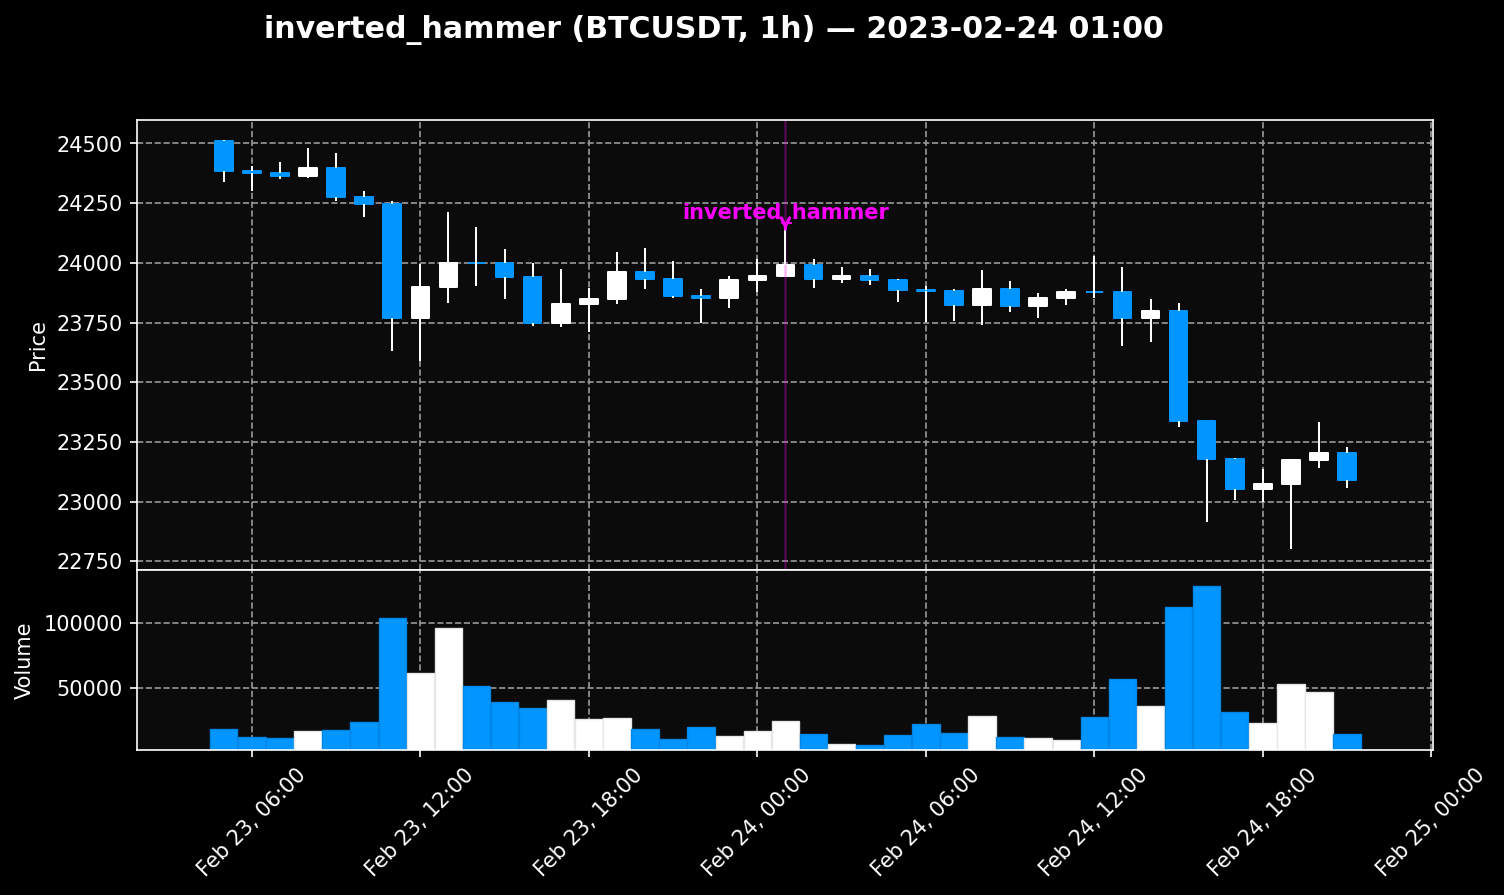 inverted_hammer (BTCUSDT, 1h) — 2023-02-24 01:00
24500
24250
24000
23750
23500
23250
23000
22750
Price
inverted_hammer
100000
50000
Volume
Feb 23, 06:00
Feb 23, 12:00
Feb 23, 18:00
Feb 24, 00:00
Feb 24, 06:00
Feb 24, 12:00
Feb 24, 18:00
Feb 25, 00:00